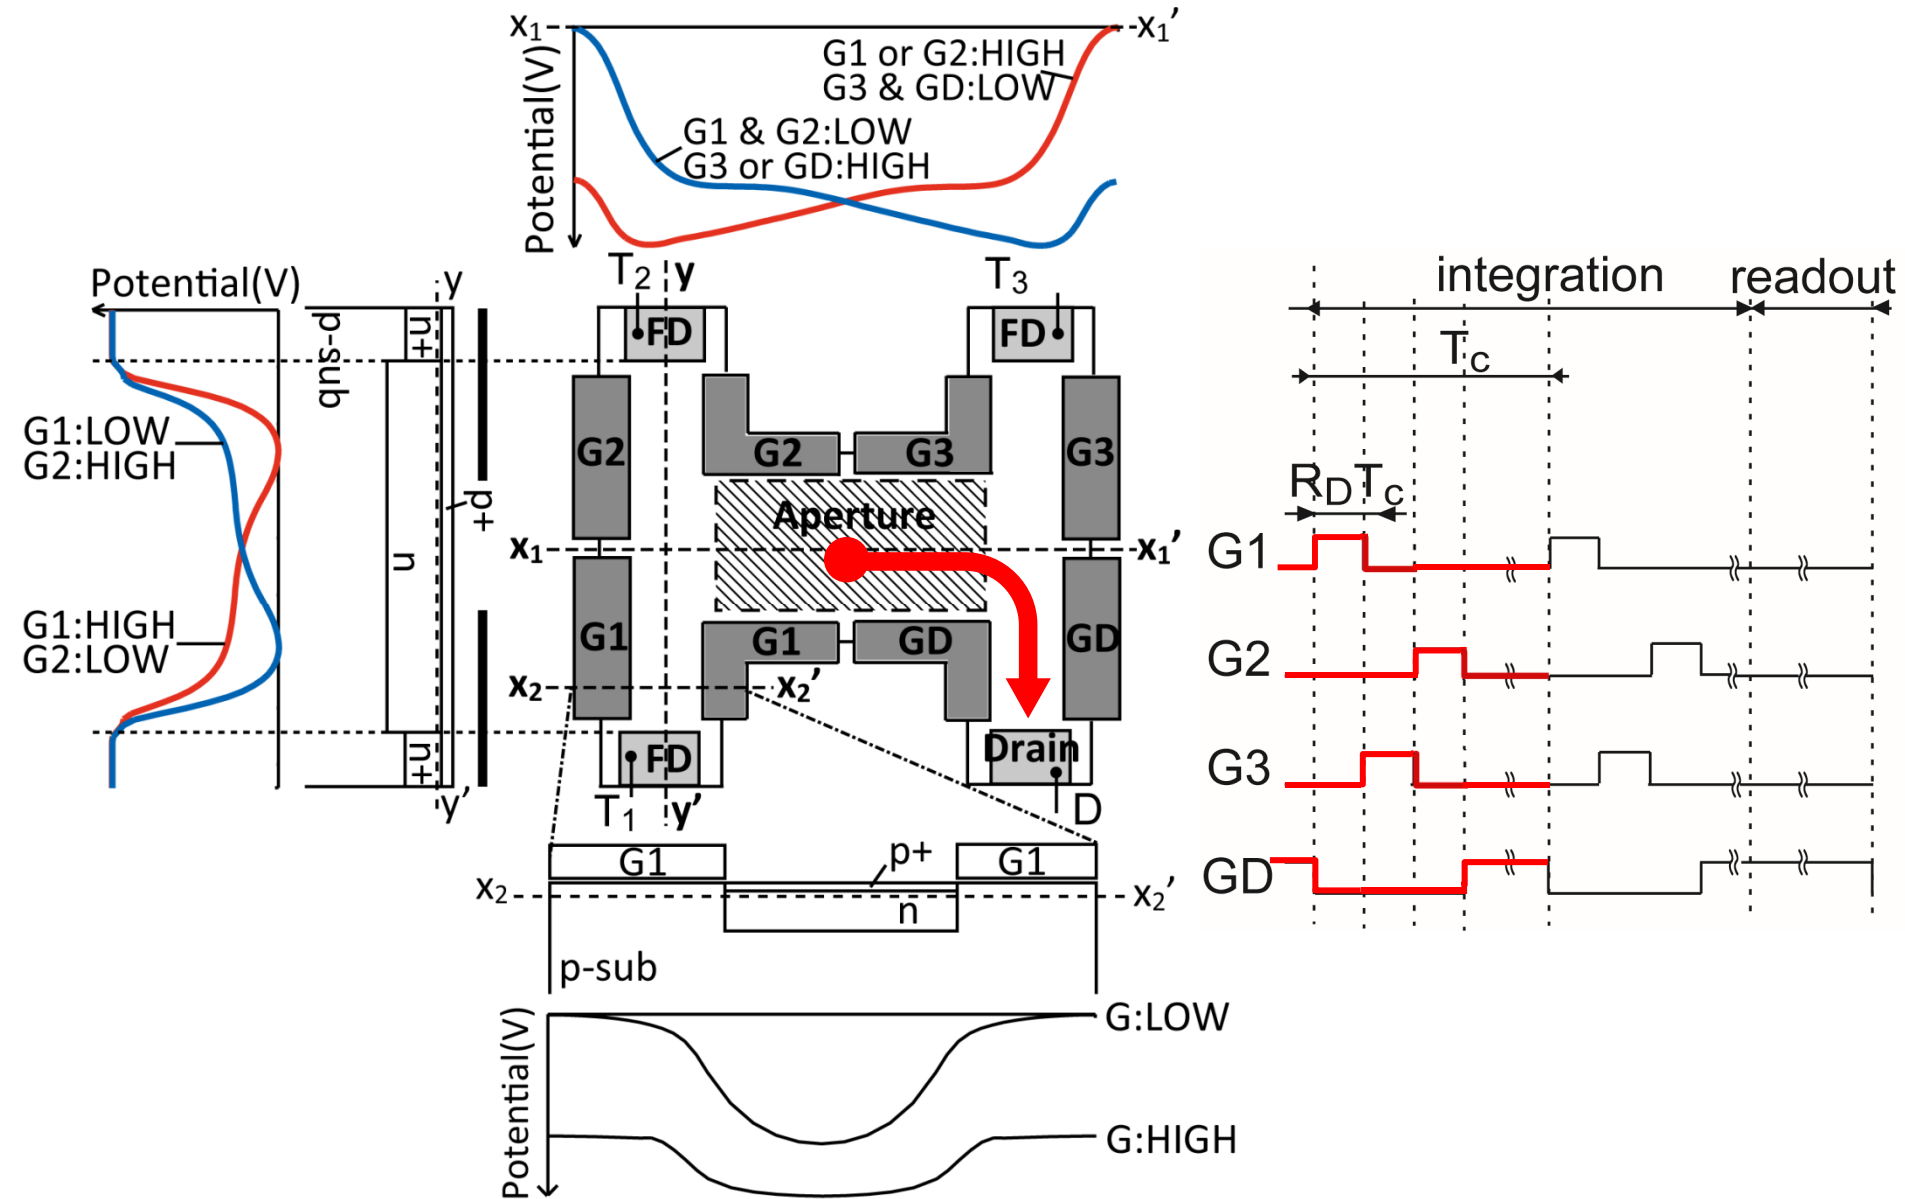 x1
x1'
Potential(V)
G1 or G2:HIGH
G3 & GD:LOW
G1 & G2:LOW
G3 or GD:HIGH
Potential(V)
y
p-sub
n+
n
n+
p+
y'
G1:LOW
G2:HIGH
G1:HIGH
G2:LOW
T2
y
T3
FD
FD
G2
G2
G3
G3
Aperture
x1
x1'
G1
G1
GD
GD
x2
x2'
FD
Drain
T1
y'
D
G1
p+
G1
x2
n
x2'
p-sub
Potential(V)
G:LOW
G:HIGH
integration
readout
TC
RDTC
G1
G2
G3
GD